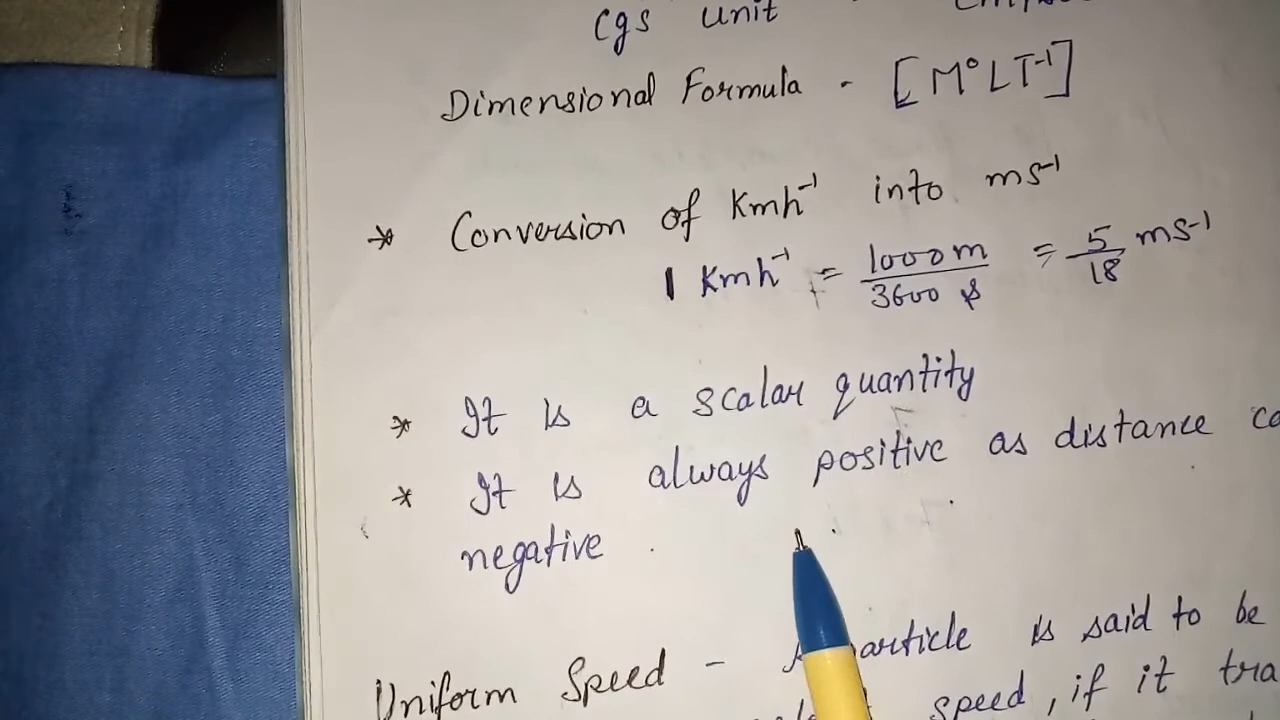 Cgs unit
Dimensional Formula - [M°LT⁻¹]
* Conversion of Kmh⁻¹ into ms⁻¹
1 Kmh⁻¹ = 1000m / 3600 s = 5/18 ms⁻¹
* It is a scalar quantity
* It is always positive as distance
negative
Uniform Speed - particle is said to be
speed, if it